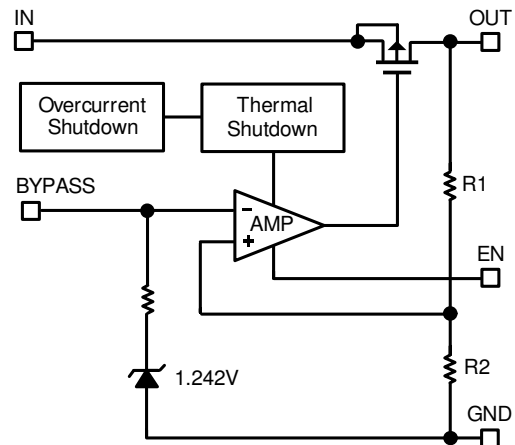 IN
OUT
Overcurrent
Shutdown
Thermal
Shutdown
R1
BYPASS
−
AMP
+
EN
R2
1.242V
GND